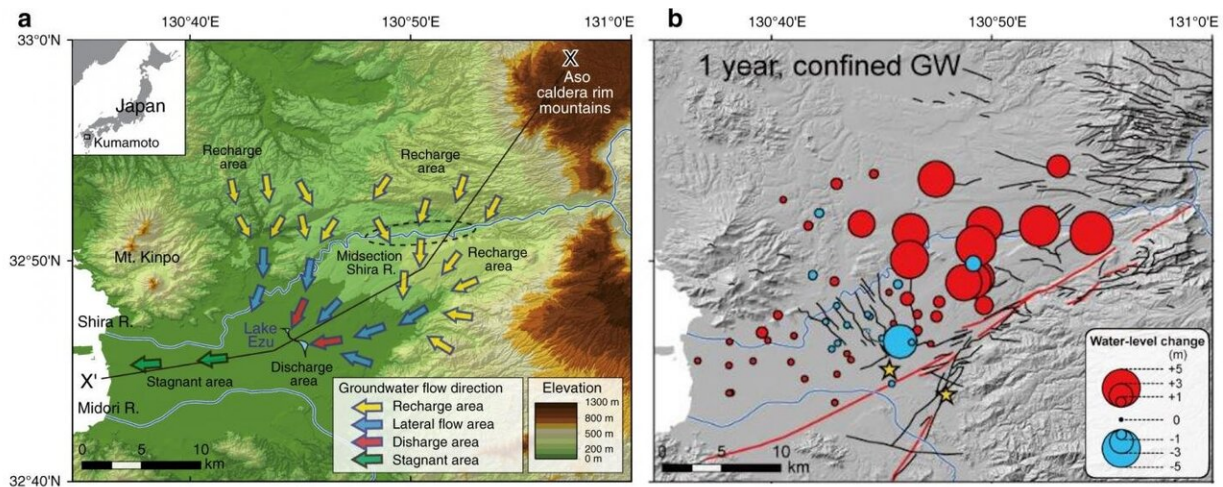 a
130°40'E
130°50'E
131°0'E
33°0'N
32°50'N
32°40'N
Japan
Kumamoto
X
Aso
caldera rim
mountains
Recharge
area
Recharge
area
Recharge
area
Mt. Kinpo
Midsection
Shira R.
Shira R.
Lake
Ezu
Discharge
area
Stagnant area
X'
Midori R.
0 5 10
km
Groundwater flow direction
Recharge area
Lateral flow area
Disharge area
Stagnant area
Elevation
1300 m
800 m
500 m
200 m
0 m
b
130°40'E
130°50'E
131°0'E
1 year, confined GW
0 5 10
km
Water-level change
(m)
+5
+3
+1
0
-1
-3
-5